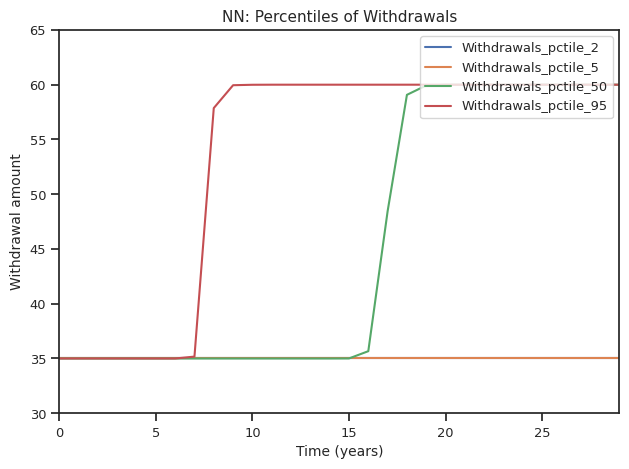 NN: Percentiles of Withdrawals
65
60
55
50
45
40
35
30
Withdrawal amount
Withdrawals_pctile_2
Withdrawals_pctile_5
Withdrawals_pctile_50
Withdrawals_pctile_95
0 5 10 15 20 25
Time (years)